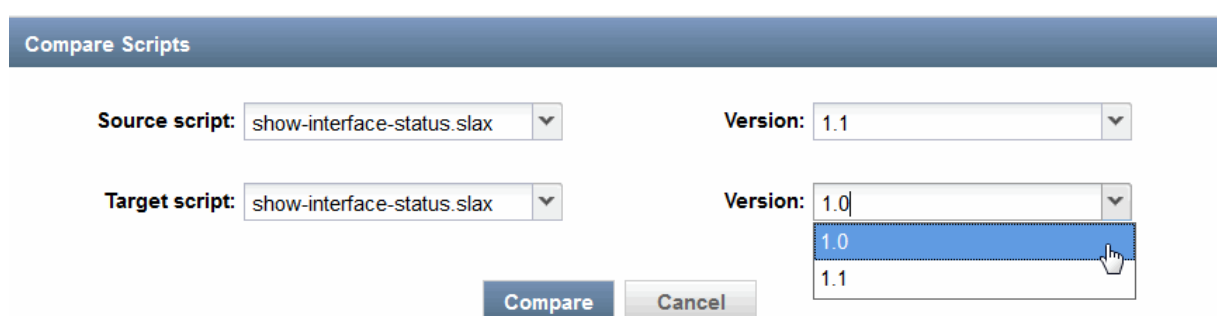 Compare Scripts
Source script: show-interface-status.slax Version: 1.1
Target script: show-interface-status.slax Version: 1.0
1.0
1.1
Compare Cancel